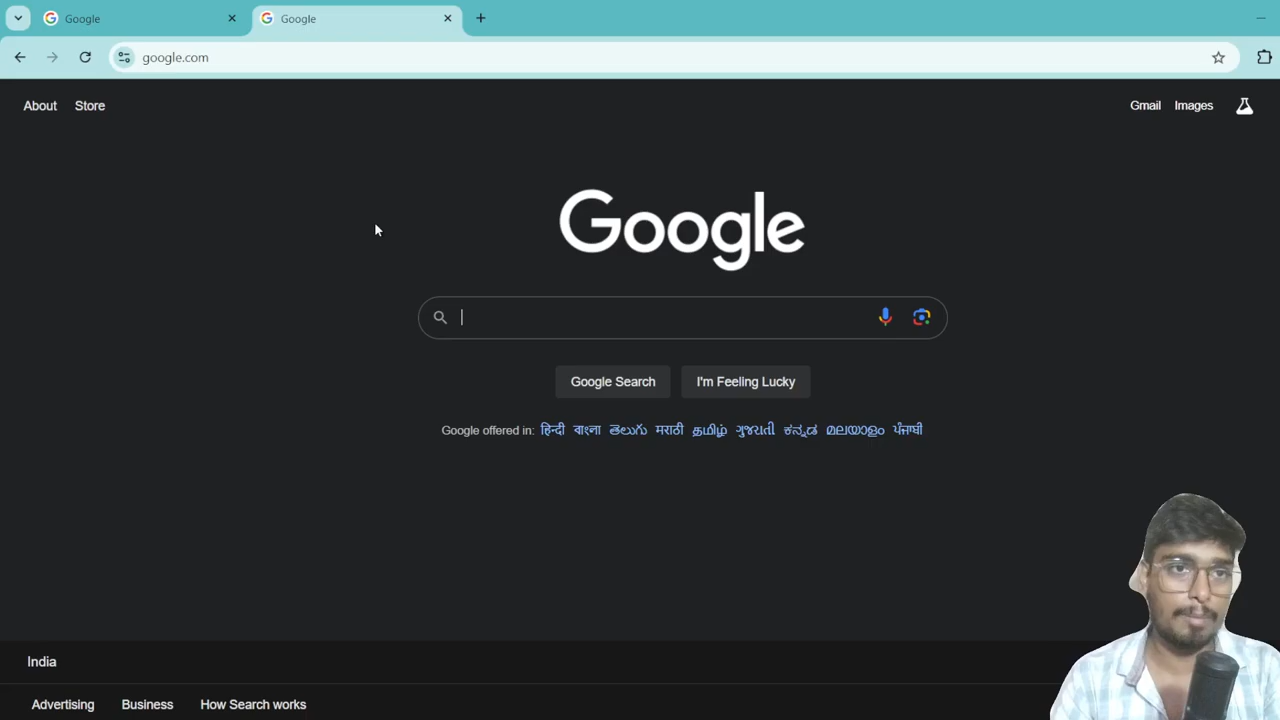 Google Google
google.com
About Store Gmail Images
Google
Google Search I'm Feeling Lucky
Google offered in: हिन्दी বাংলা తెలుగు मराठी தமிழ் ગુજરાતી ಕನ್ನಡ മലയാളം ਪੰਜਾਬੀ
India
Advertising Business How Search works